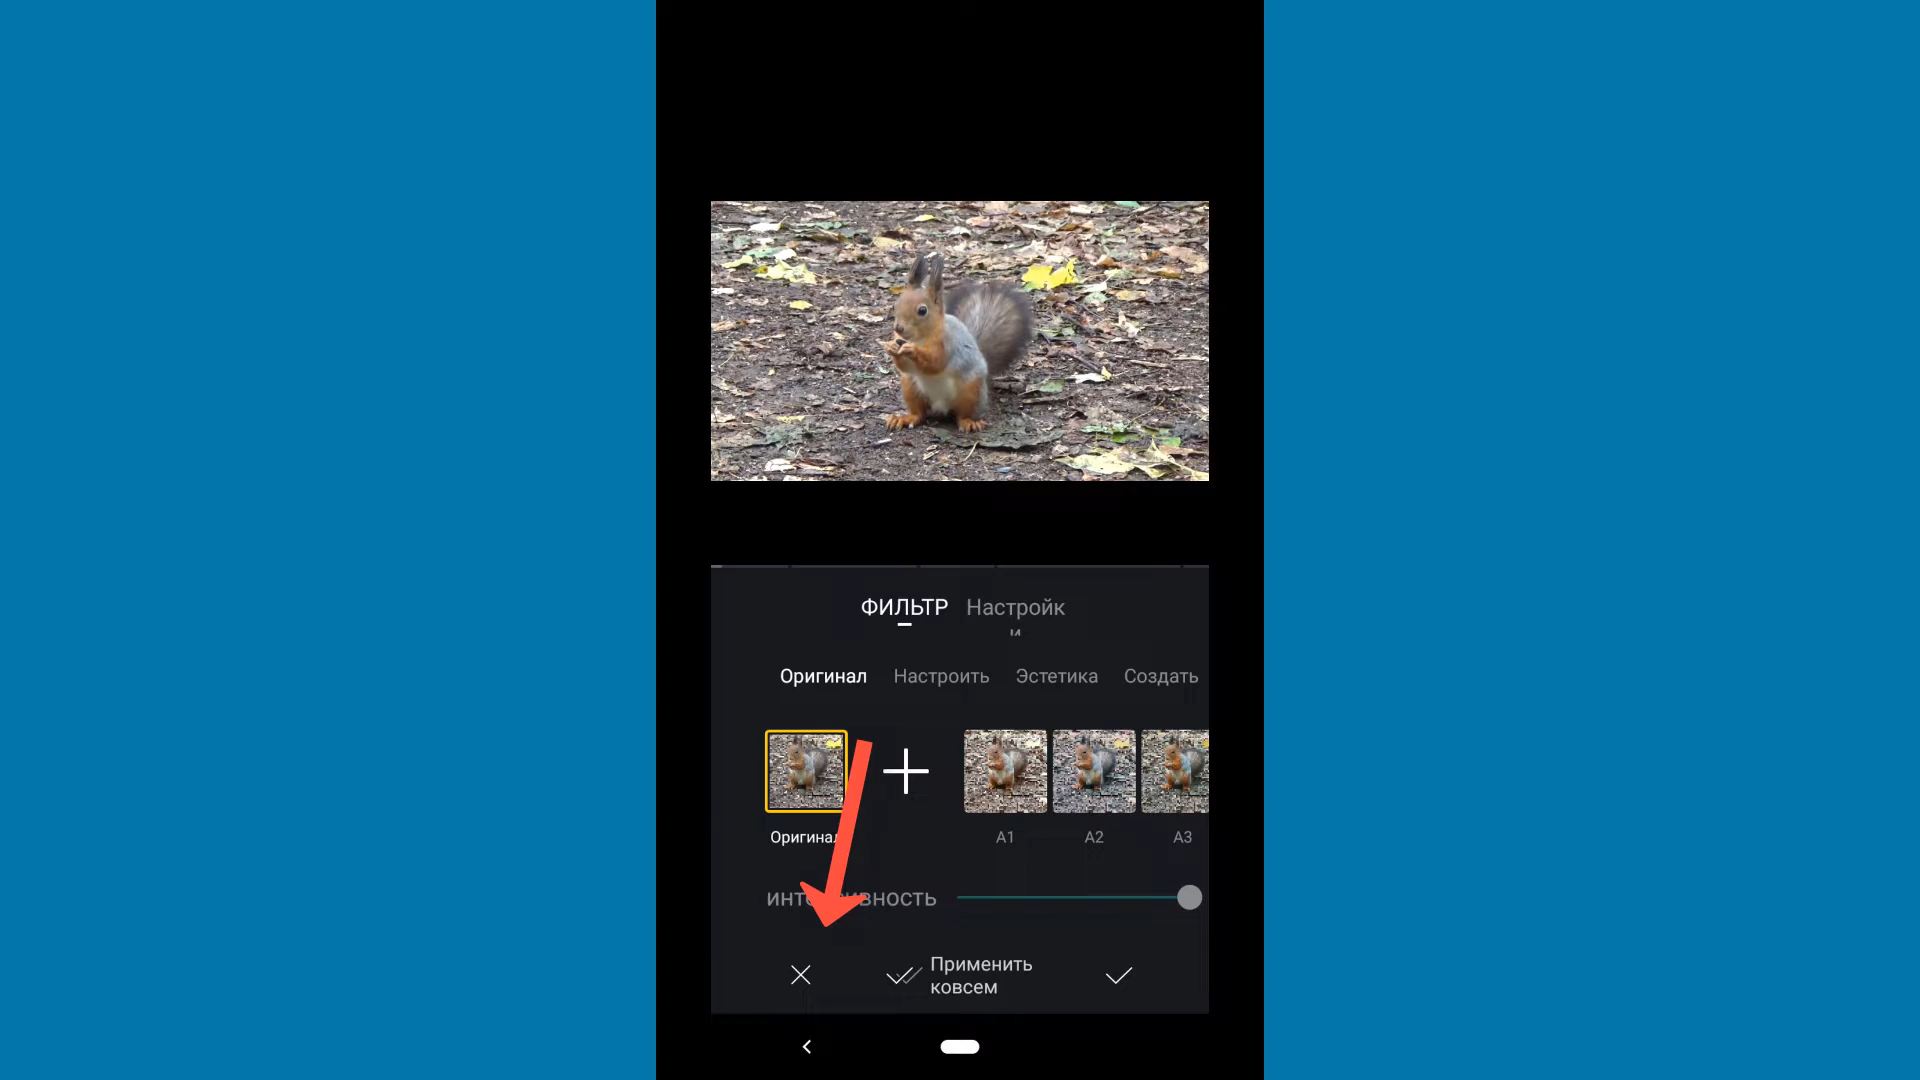 ФИЛЬТР Настройк
и
Оригинал Настроить Эстетика Создать
Оригинал
A1 A2 A3
Применить
ковсем